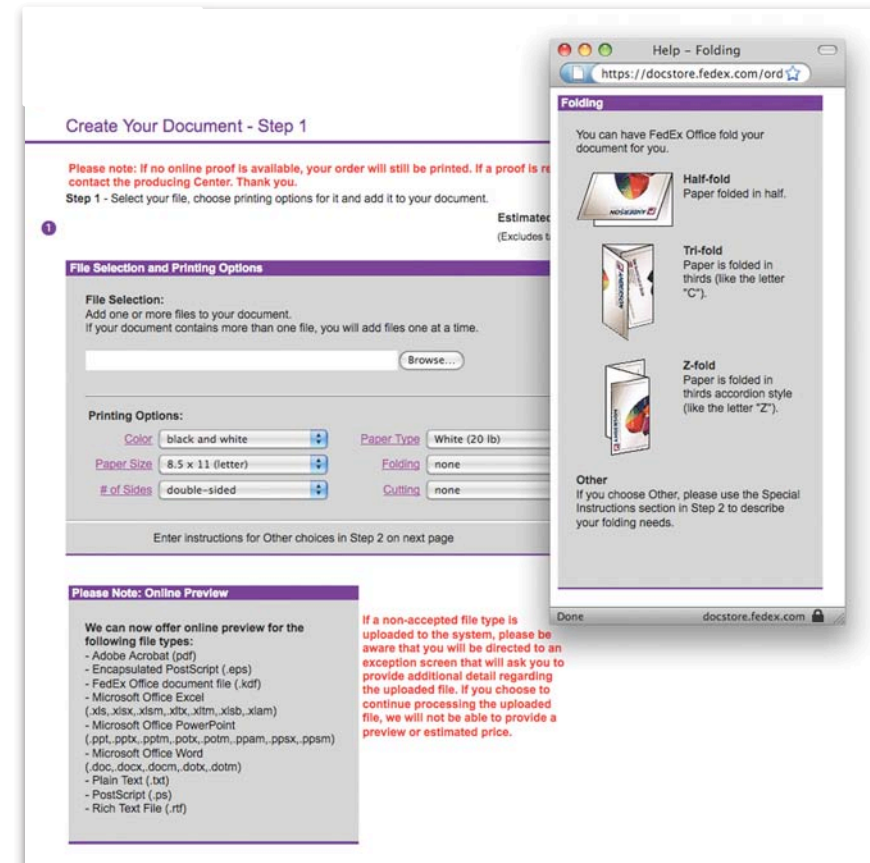 Create Your Document - Step 1
Please note: If no online proof is available, your order will still be printed. If a proof is
contact the producing Center. Thank you.
Step 1 - Select your file, choose printing options for it and add it to your document.
1
Estimated
(Excludes
File Selection and Printing Options
File Selection:
Add one or more files to your document.
If your document contains more than one file, you will add files one at a time.
Browse...
Printing Options:
Color black and white Paper Type White (20 lb)
Paper Size 8.5 x 11 (letter) Folding none
# of Sides double-sided Cutting none
Enter instructions for Other choices in Step 2 on next page
Please Note: Online Preview
We can now offer online preview for the
following file types:
- Adobe Acrobat (pdf)
- Encapsulated PostScript (.eps)
- FedEx Office document file (.kdf)
- Microsoft Office Excel
(.xls,.xlsx,.xlsm,.xltx,.xltm,.xlsb,.xlam)
- Microsoft Office PowerPoint
(.ppt,.pptx,.pptm,.potx,.potm,.ppam,.ppsx,.ppsm)
- Microsoft Office Word
(.doc,.docx,.docm,.dotx,.dotm)
- Plain Text (.txt)
- PostScript (.ps)
- Rich Text File (.rtf)
If a non-accepted file type is
uploaded to the system, please be
aware that you will be directed to an
exception screen that will ask you to
provide additional detail regarding
the uploaded file. If you choose to
continue processing the uploaded
file, we will not be able to provide a
preview or estimated price.
Help - Folding
https://docstore.fedex.com/ord
Folding
You can have FedEx Office fold your
document for you.
ANDERSON
Half-fold
Paper folded in half.
ANDERSON
Tri-fold
Paper is folded in
thirds (like the letter
"C").
ANDERSON
Z-fold
Paper is folded in
thirds accordion style
(like the letter "Z").
Other
If you choose Other, please use the Special
Instructions section in Step 2 to describe
your folding needs.
Done docstore.fedex.com